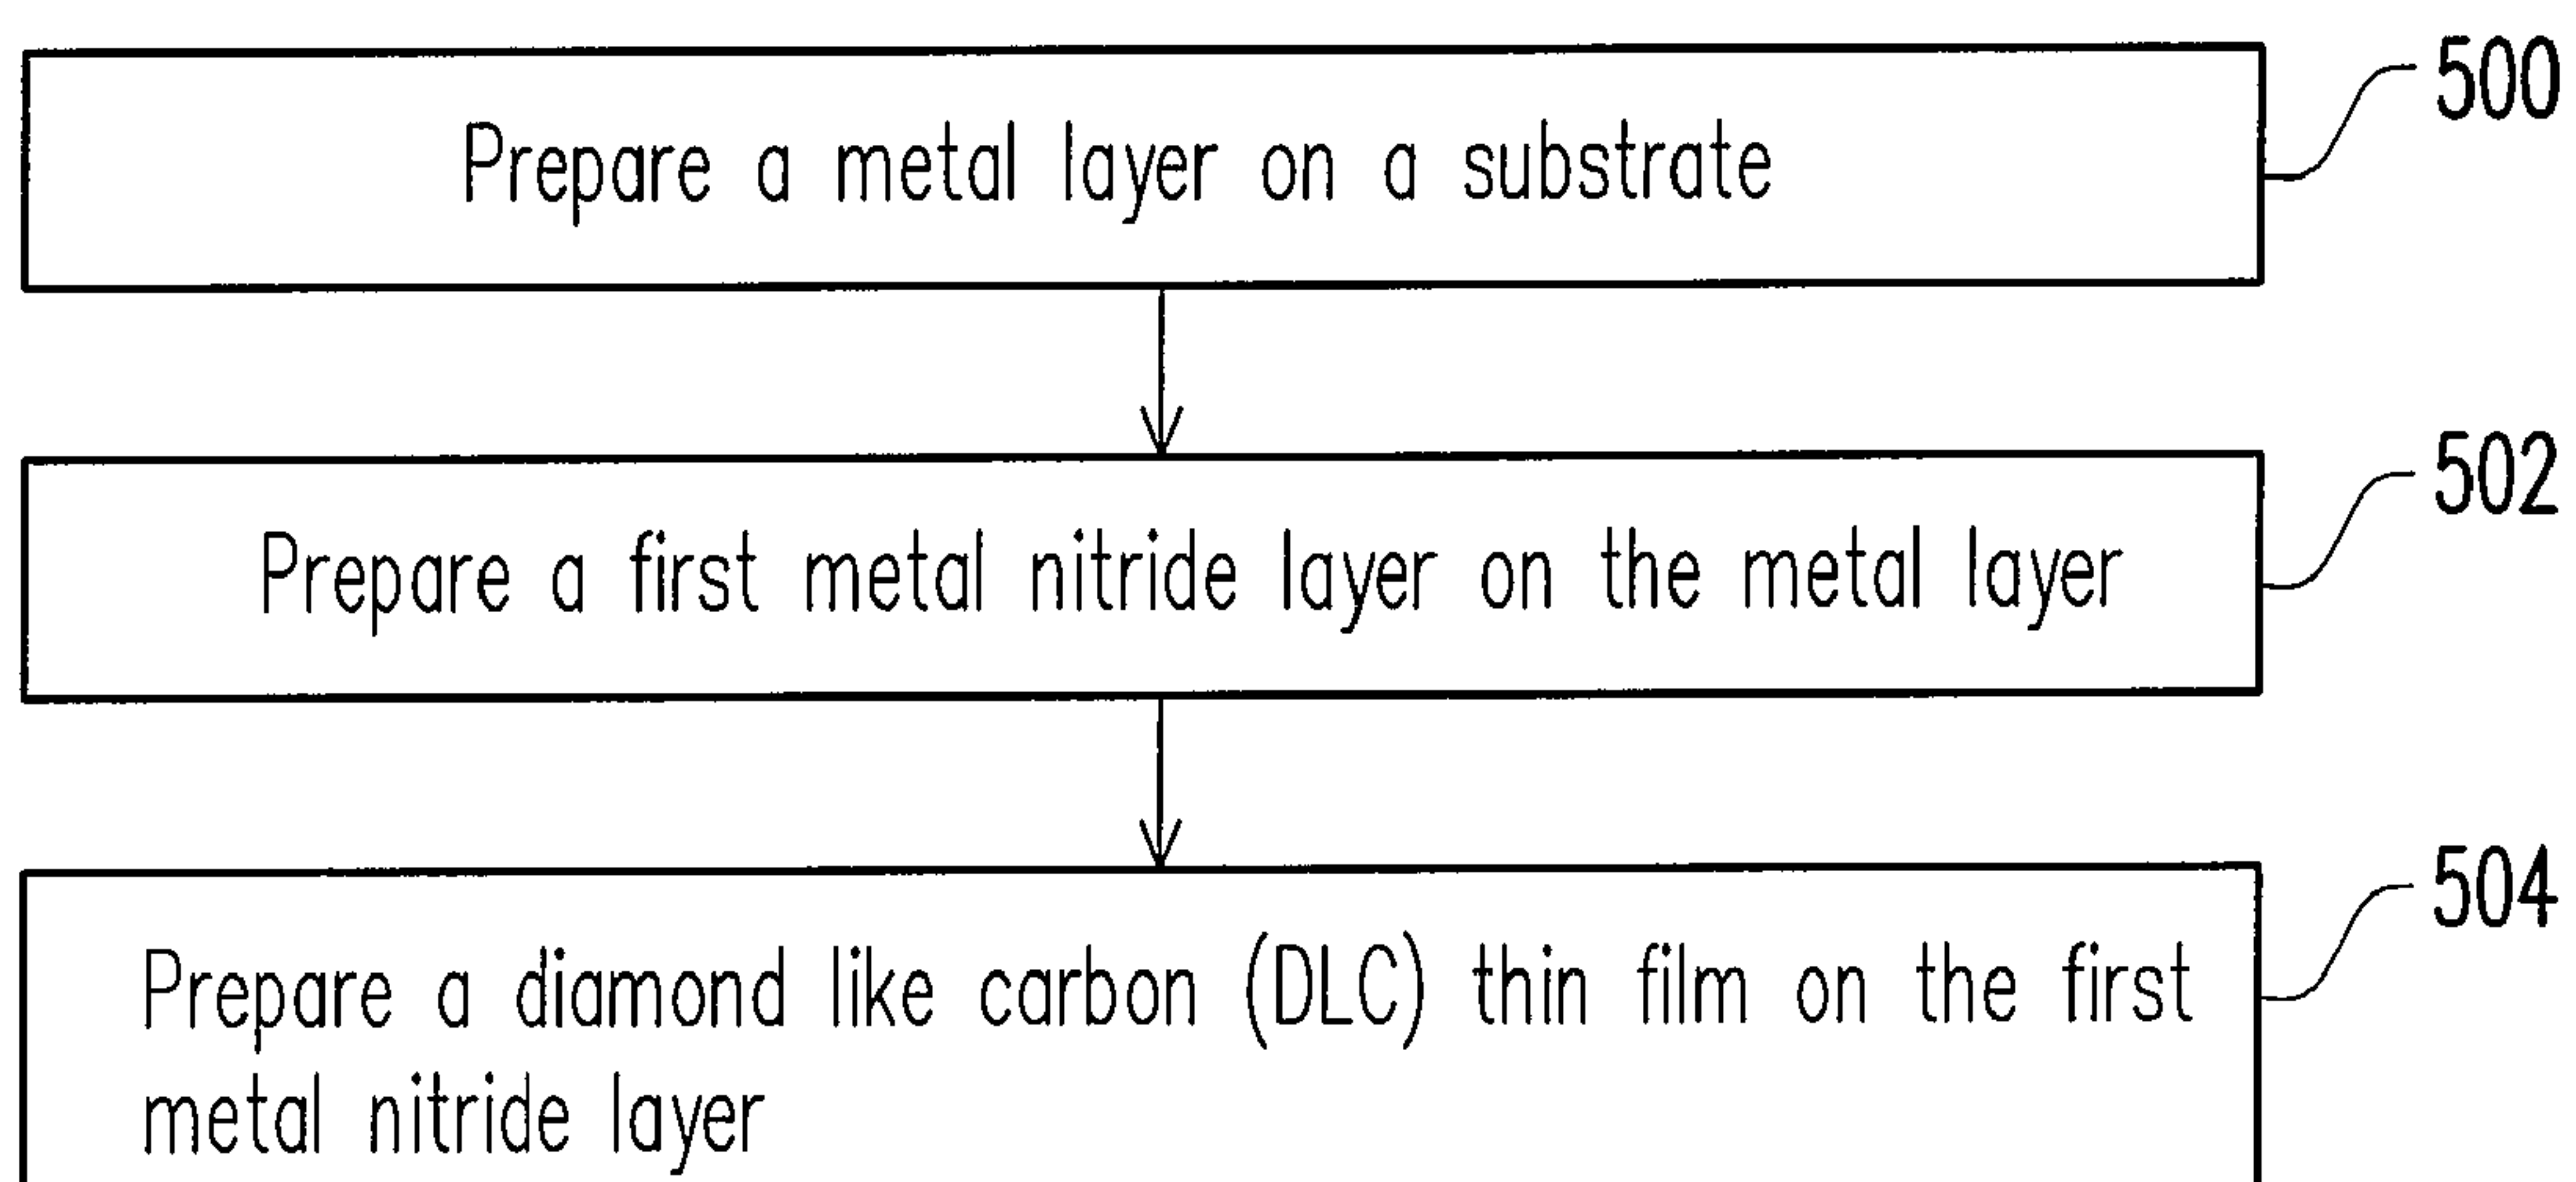 500
Prepare a metal layer on a substrate
502
Prepare a first metal nitride layer on the metal layer
504
Prepare a diamond like carbon (DLC) thin film on the first
metal nitride layer